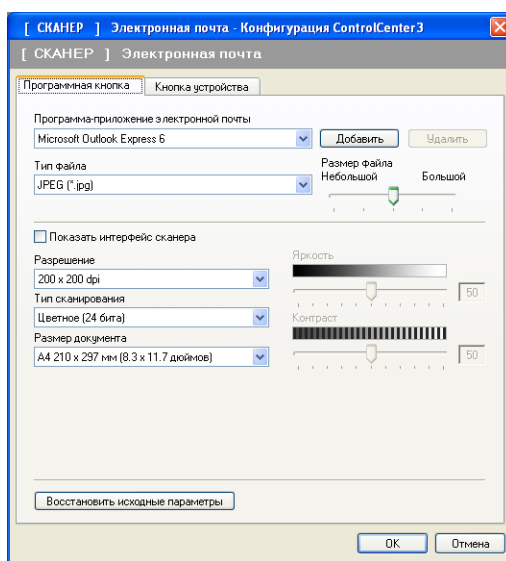 [ СКАНЕР ] Электронная почта - Конфигурация ControlCenter3
[ СКАНЕР ] Электронная почта
Программная кнопка
Кнопка устройства
Программа-приложение электронной почты
Microsoft Outlook Express 6
Добавить
Удалить
Тип файла
JPEG (*.jpg)
Размер файла
Небольшой
Большой
Показать интерфейс сканера
Разрешение
200 x 200 dpi
Тип сканирования
Цветное (24 бита)
Размер документа
A4 210 x 297 мм (8.3 x 11.7 дюймов)
Яркость
50
Контраст
50
Восстановить исходные параметры
OK
Отмена